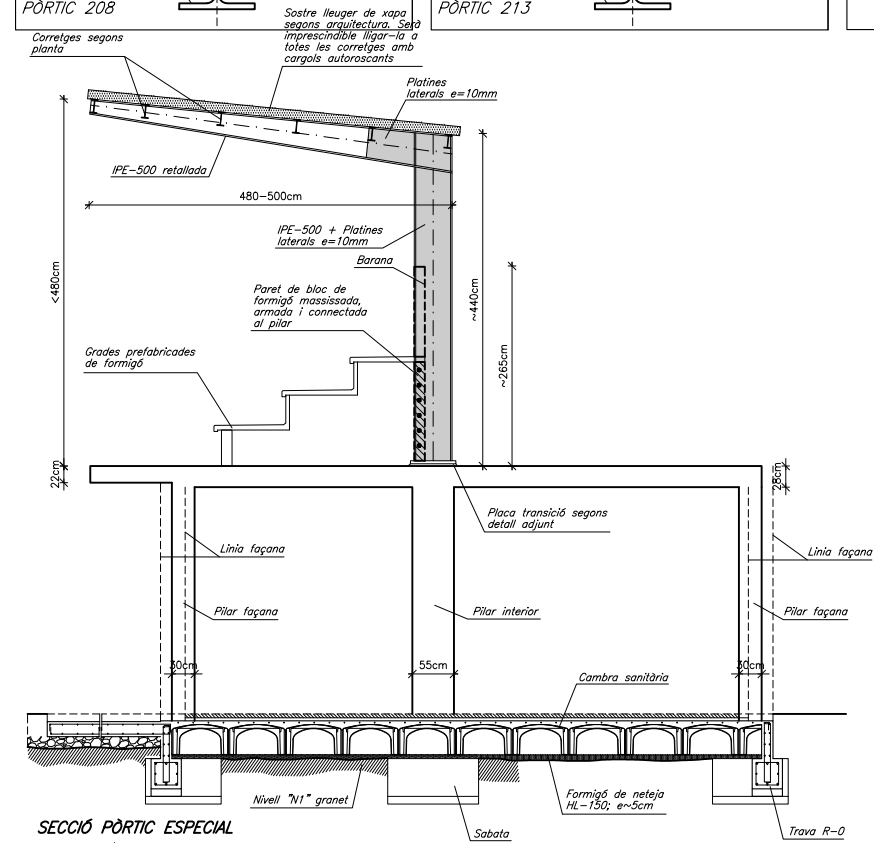 PÒRTIC 208
PÒRTIC 213
Sostre lleuger de xapa
segons arquitectura. Serà
imprescindible lligar-la a
totes les corretges amb
cargols autoroscants
Corretges segons
planta
Platines
laterals e=10mm
IPE-500 retallada
480-500cm
IPE-500 + Platines
laterals e=10mm
Barana
<480cm
~440cm
~265cm
Paret de bloc de
formigó massissada,
armada i connectada
al pilar
Grades prefabricades
de formigó
22cm
28cm
Placa transició segons
detall adjunt
Linia façana
Linia façana
Pilar façana
Pilar interior
Pilar façana
30cm
55cm
30cm
Cambra sanitària
Nivell "N1" granet
Formigó de neteja
HL-150; e~5cm
SECCIÓ PÒRTIC ESPECIAL
Sabata
Trava R-0